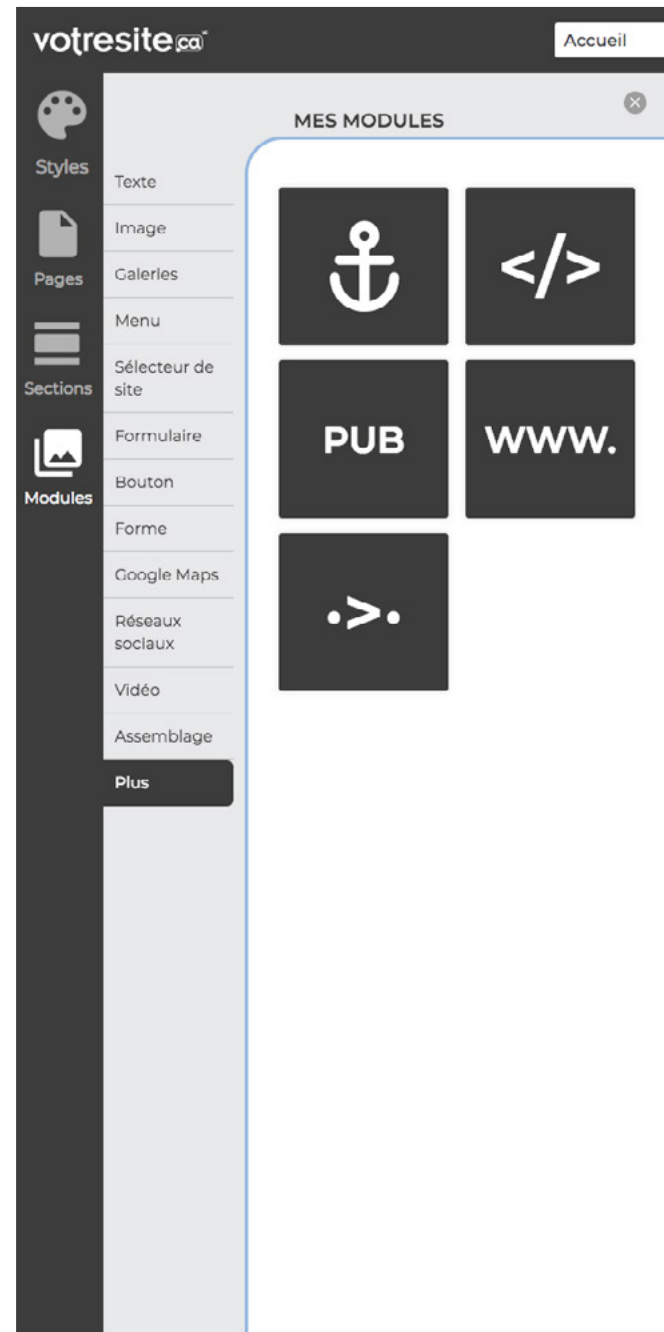 votresite.ca
Accueil
MES MODULES
Styles
Pages
Sections
Modules
Texte
Image
Galeries
Menu
Sélecteur de
site
Formulaire
Bouton
Forme
Google Maps
Réseaux
sociaux
Vidéo
Assemblage
Plus
</>
PUB
WWW.
.>.